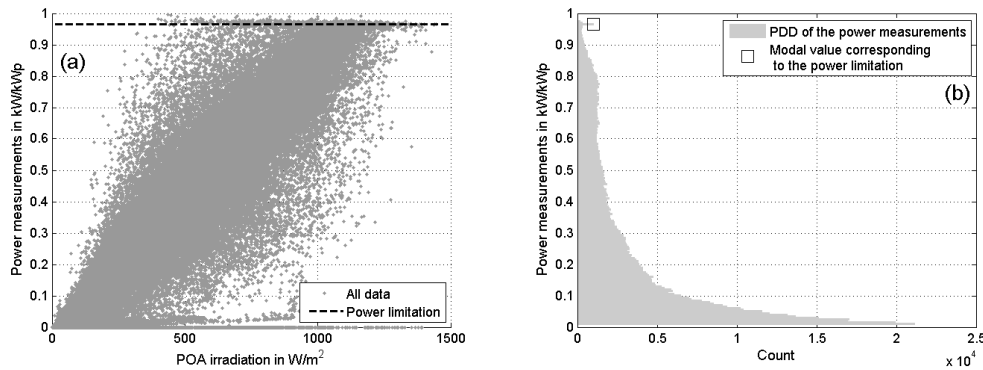 (a)
Power measurements in kW/kWp
1
0.9
0.8
0.7
0.6
0.5
0.4
0.3
0.2
0.1
0
0
500
1000
1500
POA irradiation in W/m²
All data
Power limitation
(b)
Power measurements in kW/kWp
1
0.9
0.8
0.7
0.6
0.5
0.4
0.3
0.2
0.1
0
0
0.5
1
1.5
2
2.5
Count
x 10⁴
PDD of the power measurements
Modal value corresponding
to the power limitation